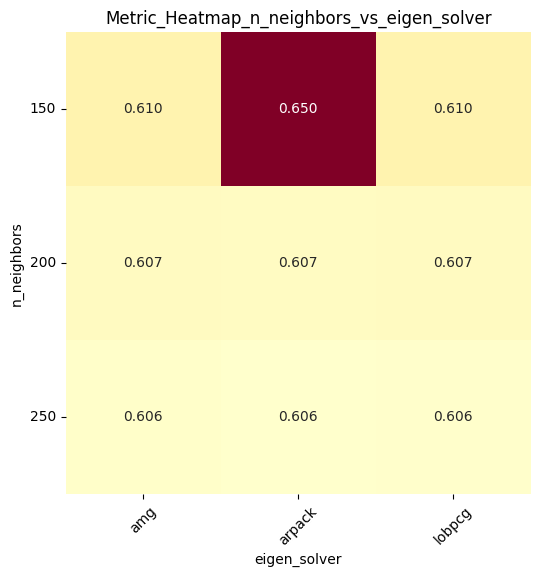 Metric_Heatmap_n_neighbors_vs_eigen_solver
150 0.610 0.650 0.610
200 0.607 0.607 0.607
250 0.606 0.606 0.606
n_neighbors
amg arpack lobpcg
eigen_solver